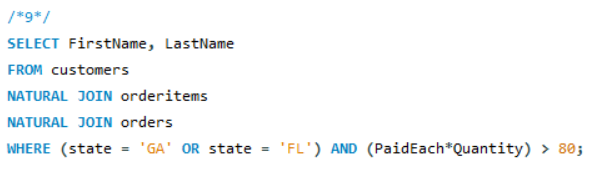 /*9*/
SELECT FirstName, LastName
FROM customers
NATURAL JOIN orderitems
NATURAL JOIN orders
WHERE (state = 'GA' OR state = 'FL') AND (PaidEach*Quantity) > 80;